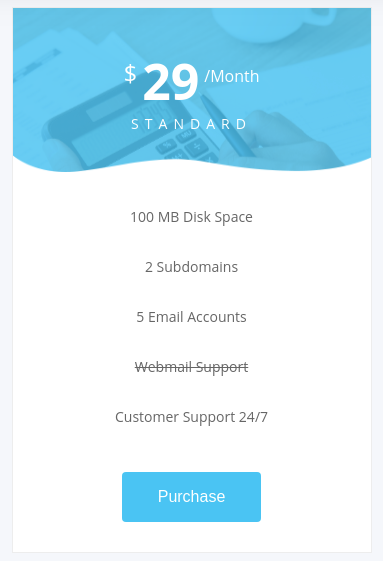 $ 29 /Month
STANDARD
100 MB Disk Space
2 Subdomains
5 Email Accounts
Webmail Support
Customer Support 24/7
Purchase